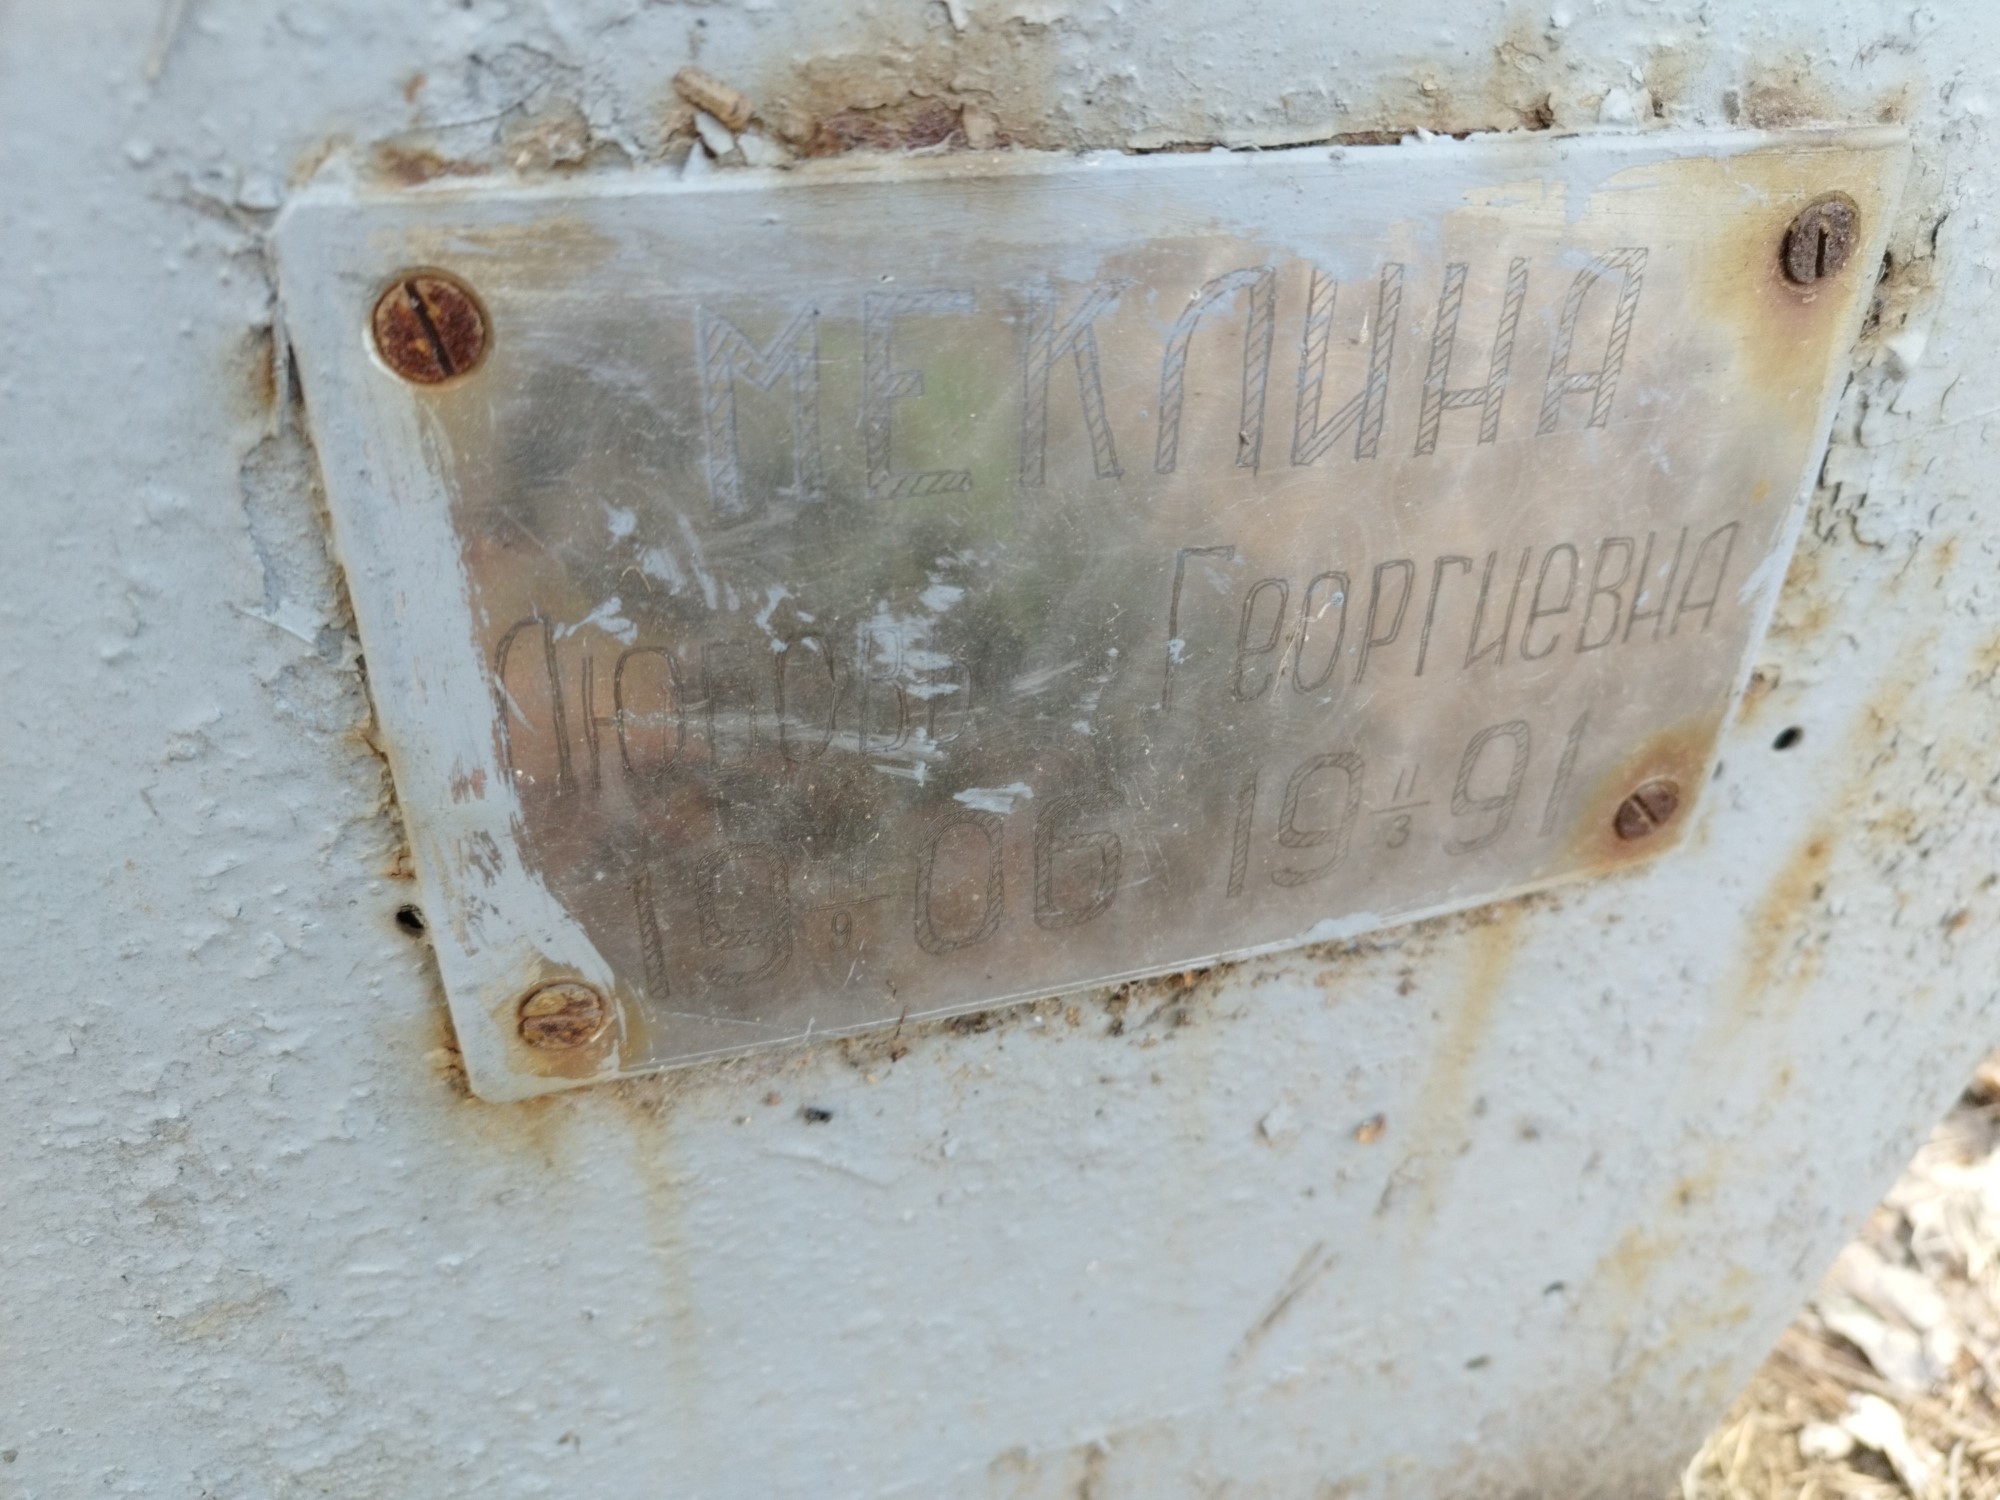 МЕКЛИНА
Любовь Георгиевна
19 11/9 06 19 11/3 91